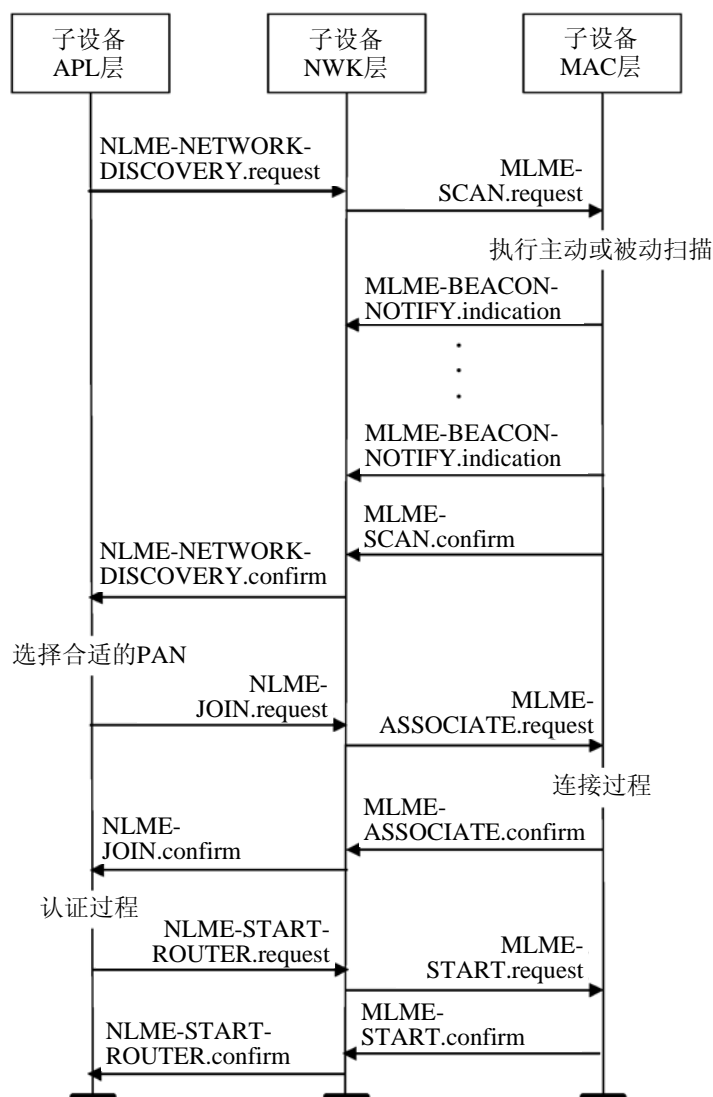 子设备
APL层
子设备
NWK层
子设备
MAC层
NLME-NETWORK-
DISCOVERY.request
MLME-
SCAN.request
执行主动或被动扫描
MLME-BEACON-
NOTIFY.indication
MLME-BEACON-
NOTIFY.indication
MLME-
SCAN.confirm
NLME-NETWORK-
DISCOVERY.confirm
选择合适的PAN
NLME-
JOIN.request
MLME-
ASSOCIATE.request
连接过程
MLME-
ASSOCIATE.confirm
NLME-
JOIN.confirm
认证过程
NLME-START-
ROUTER.request
MLME-
START.request
MLME-
START.confirm
NLME-START-
ROUTER.confirm